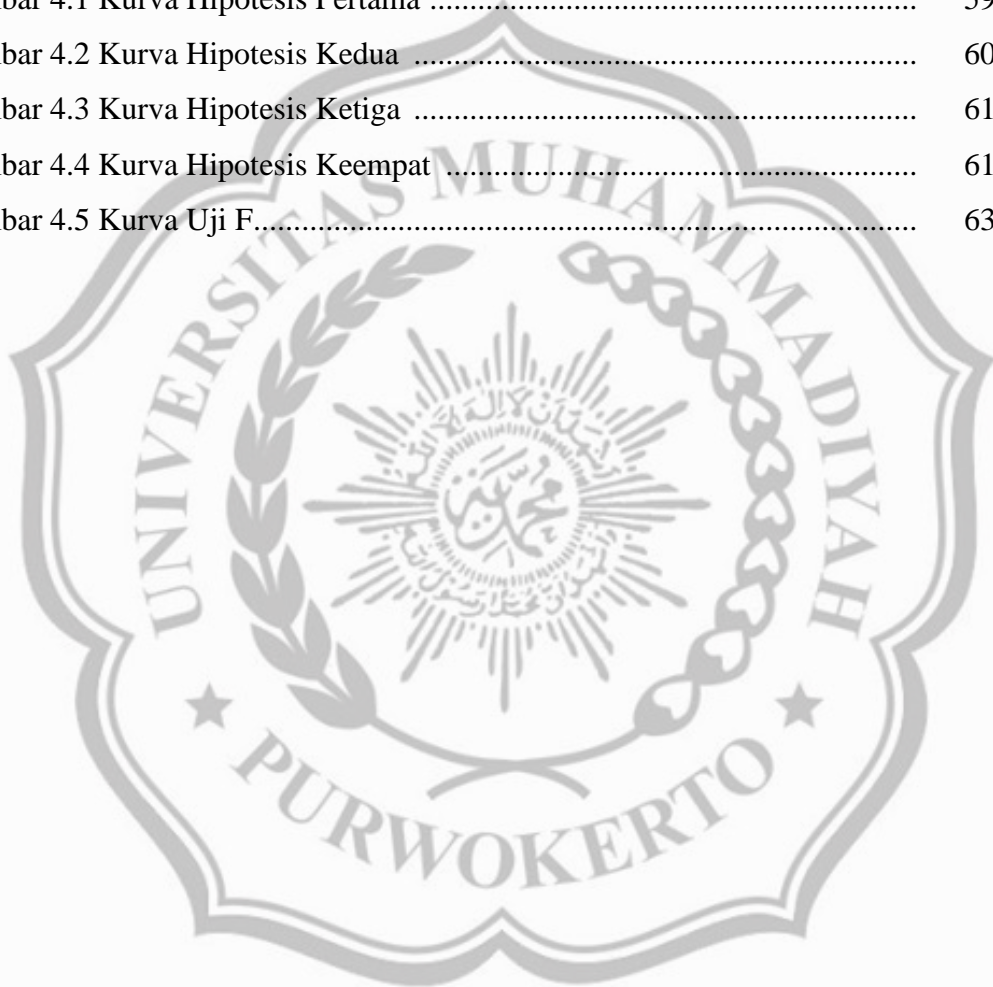 bar 4.1 Kurva Hipotesis Pertama ............................................................. 59
bar 4.2 Kurva Hipotesis Kedua ............................................................... 60
bar 4.3 Kurva Hipotesis Ketiga ............................................................... 61
bar 4.4 Kurva Hipotesis Keempat ........................................................... 61
bar 4.5 Kurva Uji F................................................................................... 63
UNIVERSITAS MUHAMMADIYAH
PURWOKERTO